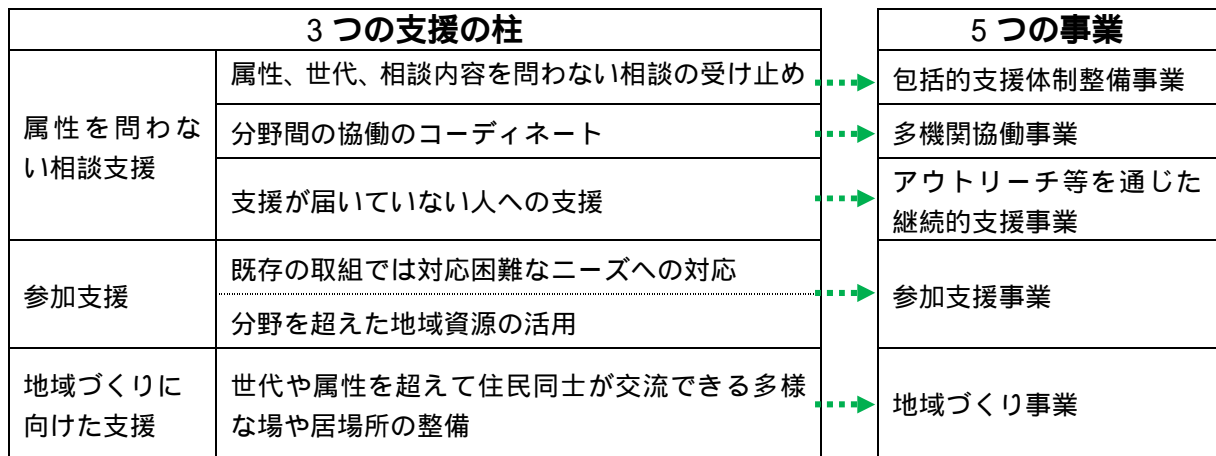 3 つの支援の柱
5 つの事業
属性を問わな
い相談支援
属性、世代、相談内容を問わない相談の受け止め
包括的支援体制整備事業
分野間の協働のコーディネート
多機関協働事業
支援が届いていない人への支援
アウトリーチ等を通じた
継続的支援事業
参加支援
既存の取組では対応困難なニーズへの対応
分野を超えた地域資源の活用
参加支援事業
地域づくりに
向けた支援
世代や属性を超えて住民同士が交流できる多様
な場や居場所の整備
地域づくり事業